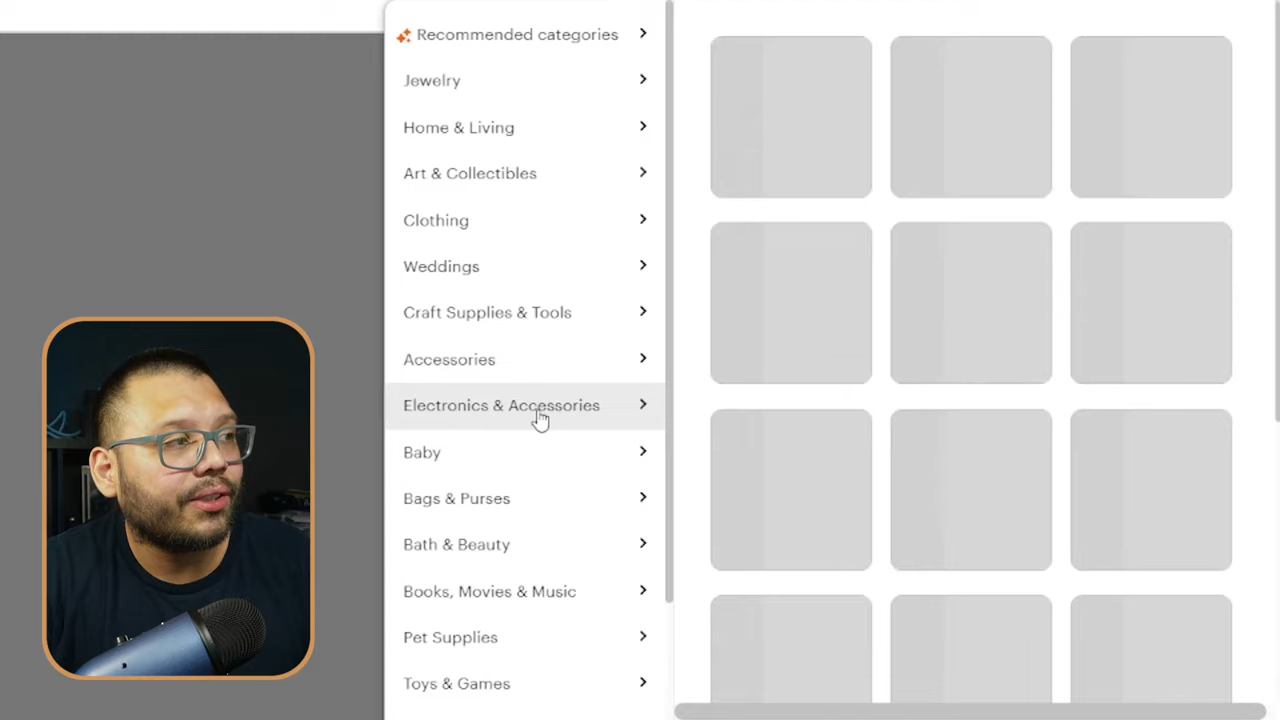 Recommended categories
Jewelry
Home & Living
Art & Collectibles
Clothing
Weddings
Craft Supplies & Tools
Accessories
Electronics & Accessories
Baby
Bags & Purses
Bath & Beauty
Books, Movies & Music
Pet Supplies
Toys & Games